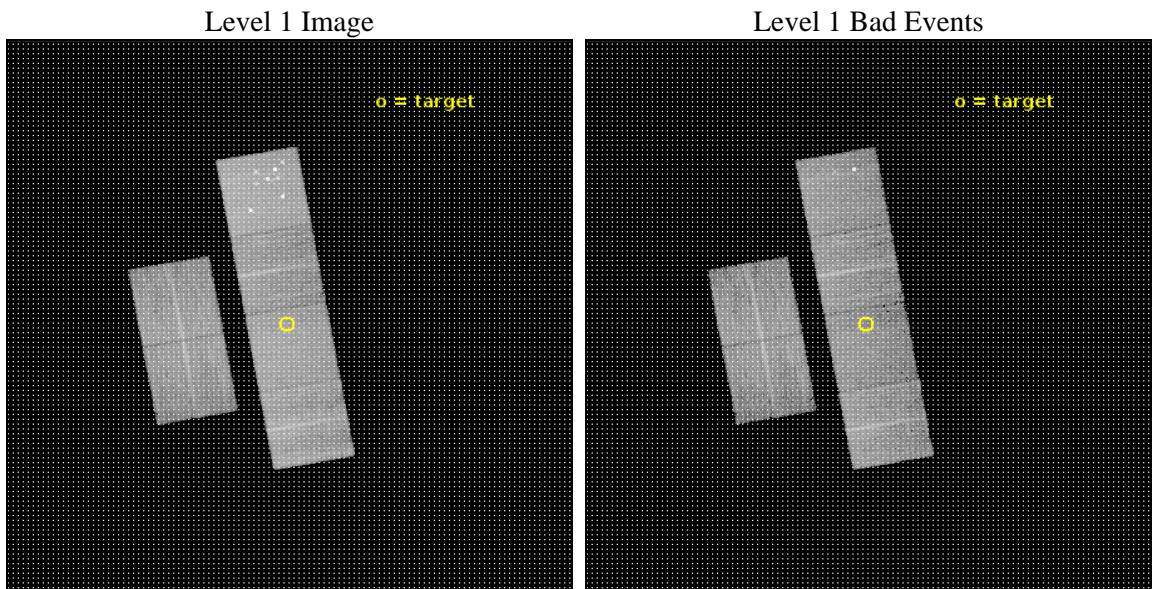 Level 1 Image
Level 1 Bad Events
o = target
o = target